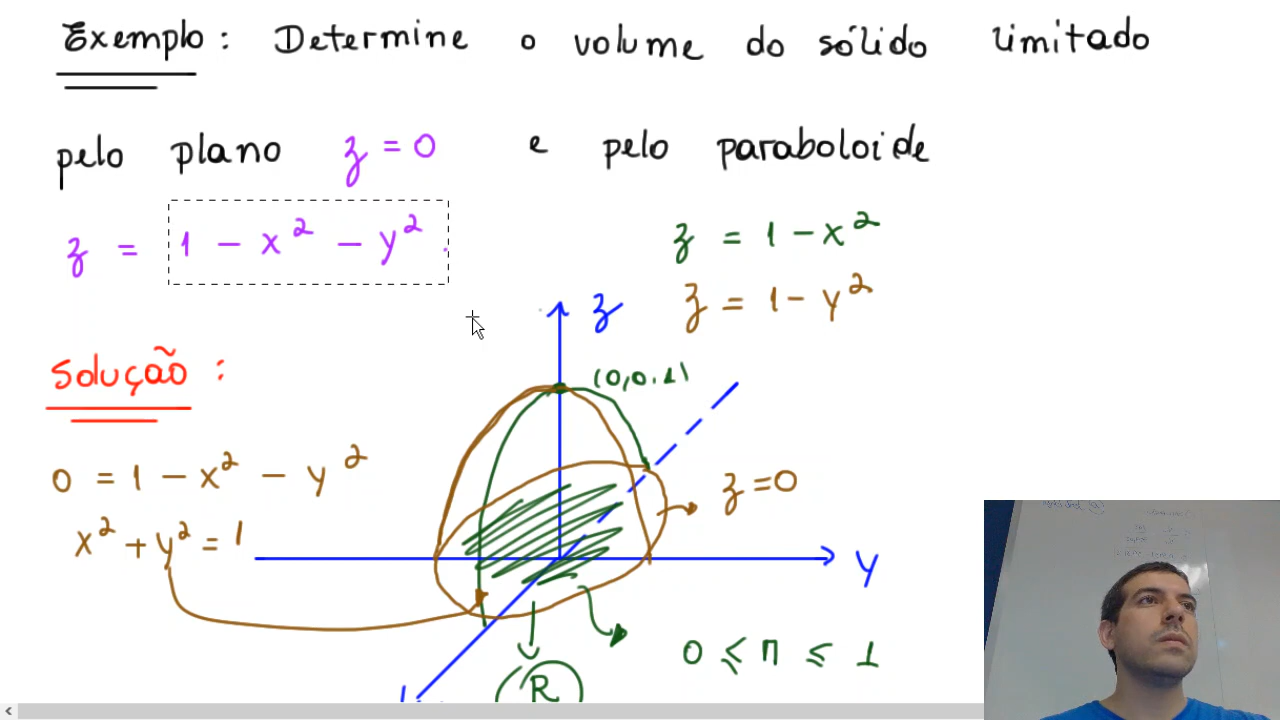 Exemplo: Determine o volume do sólido limitado
pelo plano z = 0 e pelo paraboloide
z = 1 - x² - y².
z = 1 - x²
z = 1 - y²
z
Solução:
(0,0,1)
0 = 1 - x² - y²
z = 0
x² + y² = 1
y
0 ≤ r ≤ 1
R